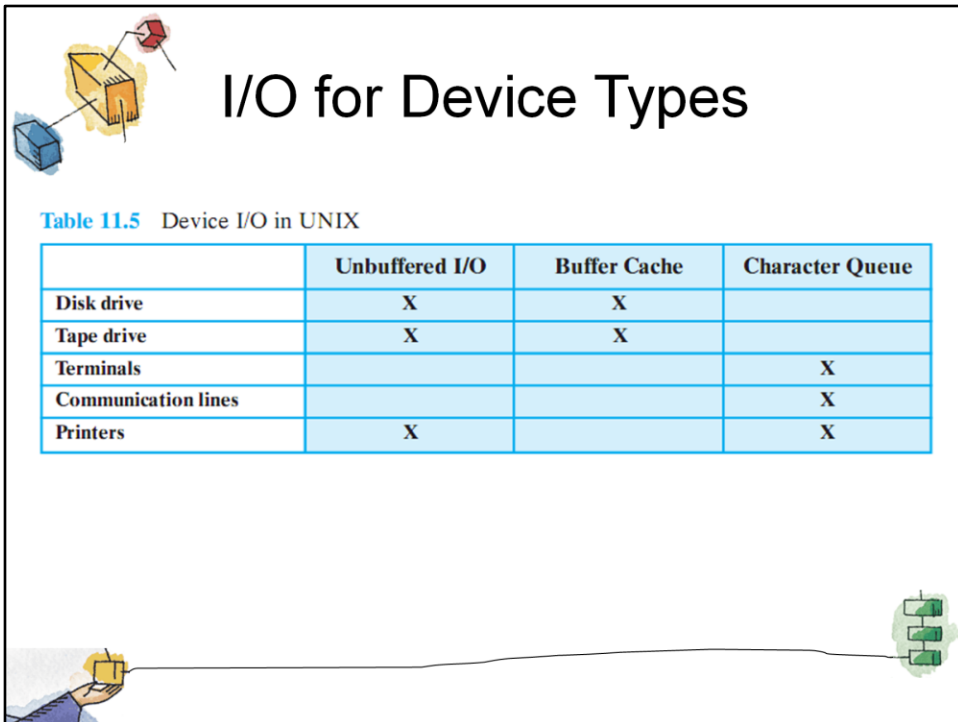 I/O for Device Types
Table 11.5 Device I/O in UNIX
Unbuffered I/O Buffer Cache Character Queue
Disk drive X X
Tape drive X X
Terminals X
Communication lines X
Printers X X